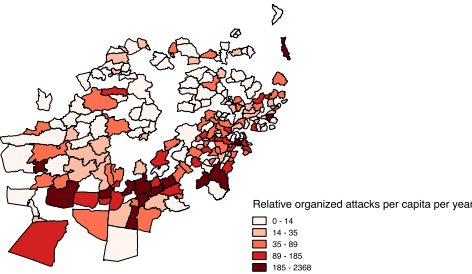 Relative organized attacks per capita per year
0 - 14
14 - 35
35 - 89
89 - 185
185 - 2368